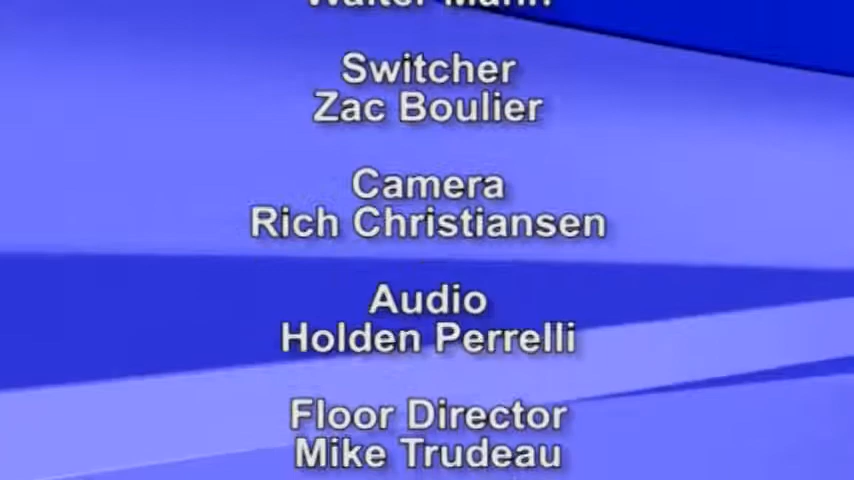 Switcher
Zac Boulier
Camera
Rich Christiansen
Audio
Holden Perrelli
Floor Director
Mike Trudeau